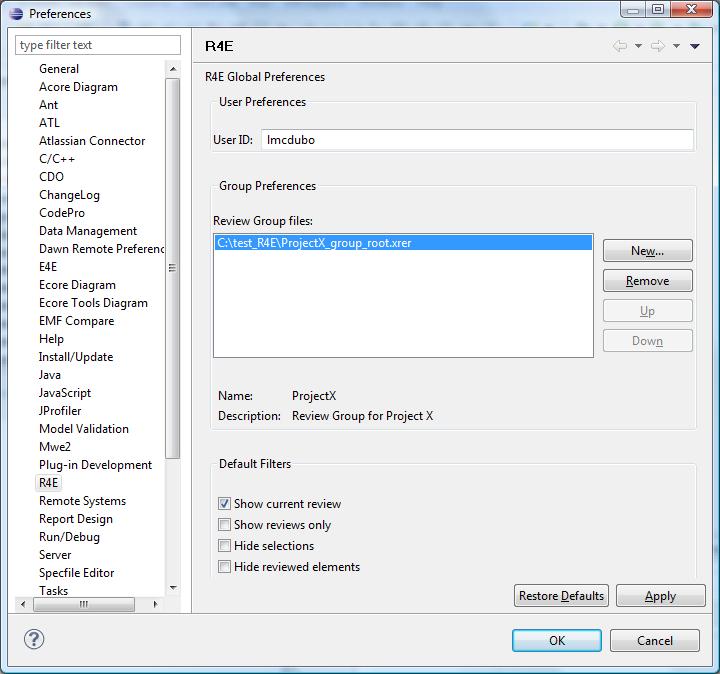 Preferences
type filter text
General
Acore Diagram
Ant
ATL
Atlassian Connector
C/C++
CDO
ChangeLog
CodePro
Data Management
Dawn Remote Preferenc
E4E
Ecore Diagram
Ecore Tools Diagram
EMF Compare
Help
Install/Update
Java
JavaScript
JProfiler
Model Validation
Mwe2
Plug-in Development
R4E
Remote Systems
Report Design
Run/Debug
Server
Specfile Editor
Tasks
R4E
R4E Global Preferences
User Preferences
User ID: lmcdubo
Group Preferences
Review Group files:
C:\test_R4E\ProjectX_group_root.xrer
New...
Remove
Up
Down
Name: ProjectX
Description: Review Group for Project X
Default Filters
Show current review
Show reviews only
Hide selections
Hide reviewed elements
Restore Defaults Apply
OK Cancel